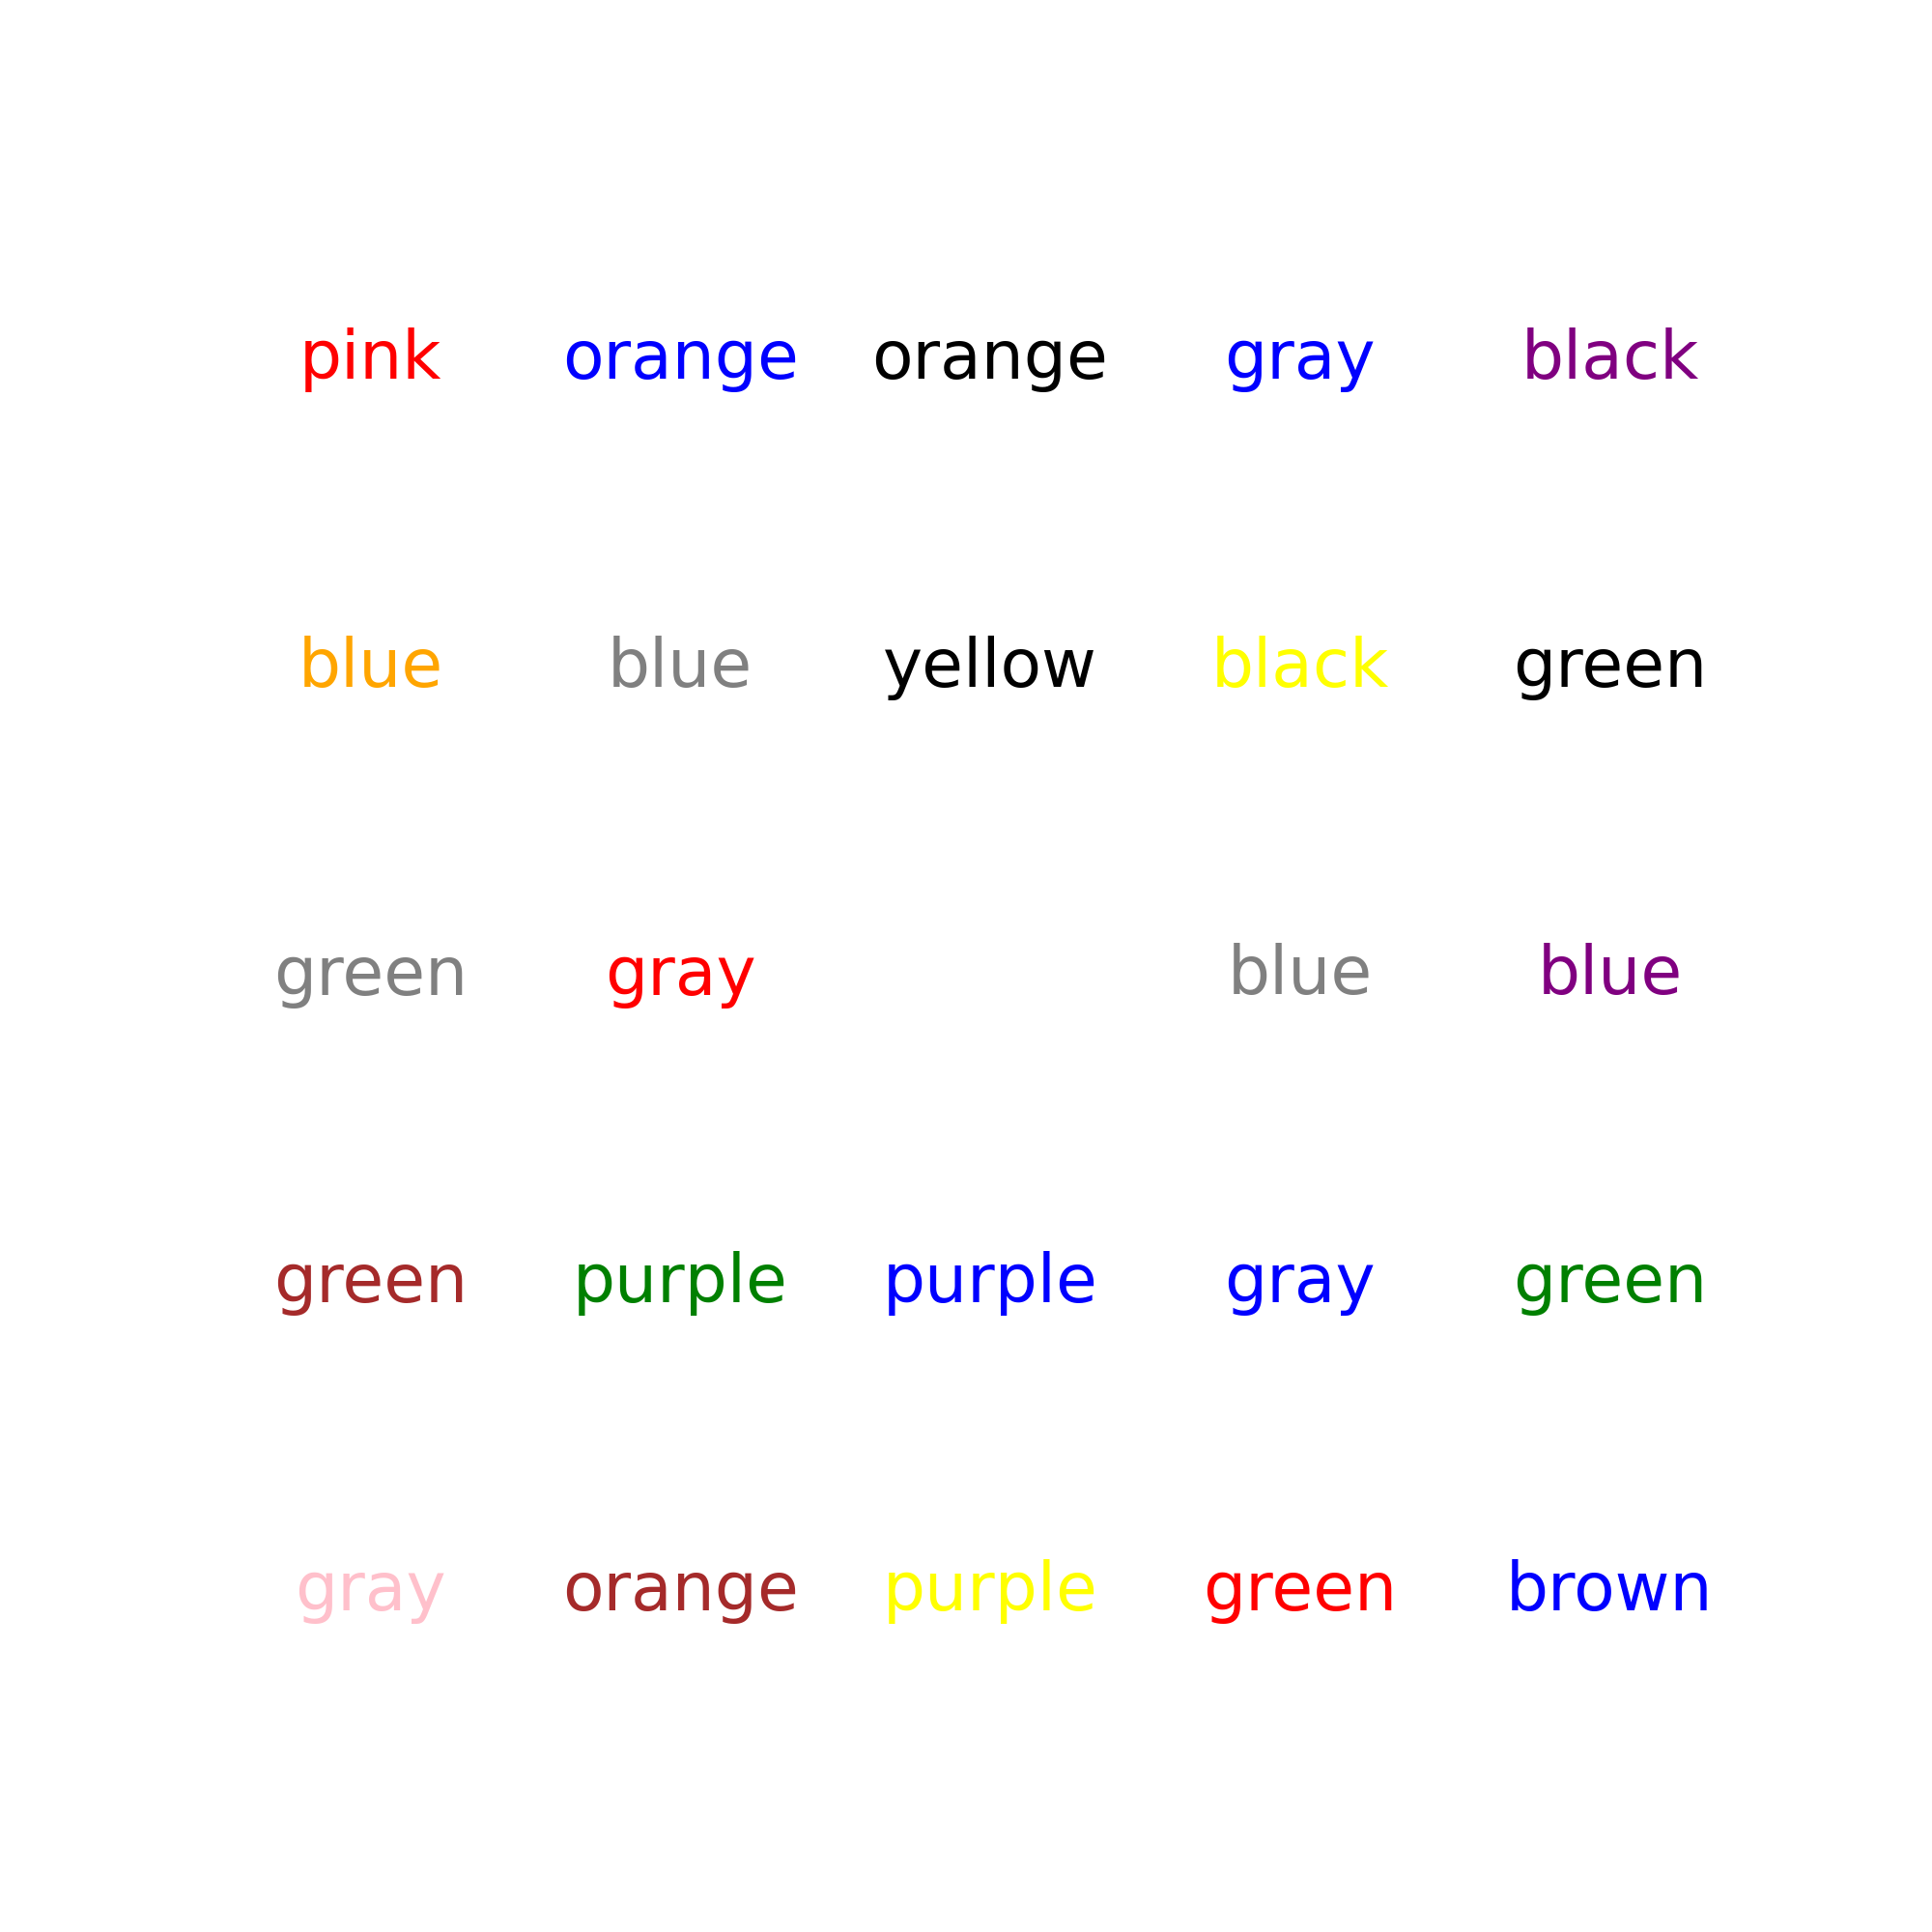 pink orange orange gray black
blue blue yellow black green
green gray blue blue
green purple purple gray green
gray orange purple green brown